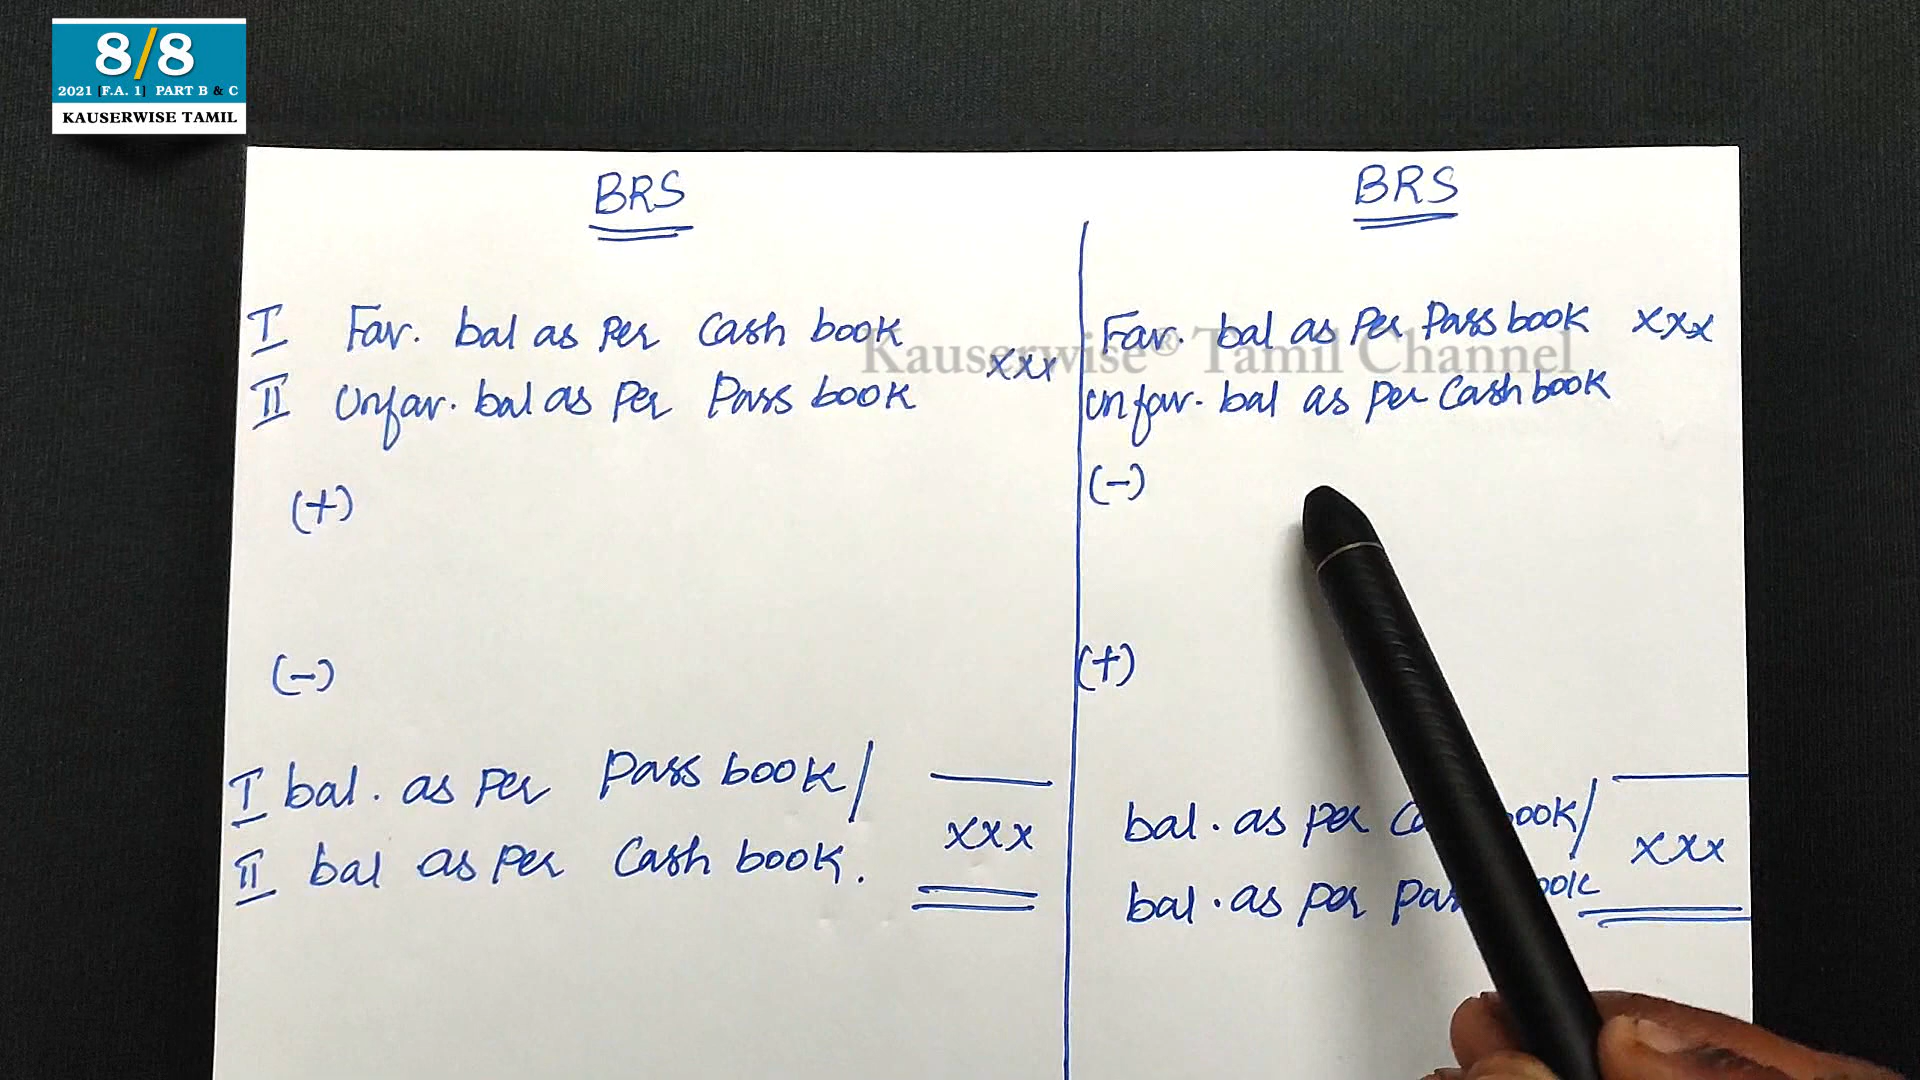 8/8
2021 [F.A. 1] PART B & C
KAUSERWISE TAMIL
BRS
I Fav. bal as per cash book
xxx
II Unfav. bal as per Pass book
(+)
(-)
I bal. as per Pass book/
xxx
II bal as per Cash book.
BRS
Fav. bal as per Pass book xxx
Unfav. bal as per Cash book
(-)
(+)
bal. as per book/
xxx
bal. as per
Kauserwise® Tamil Channel